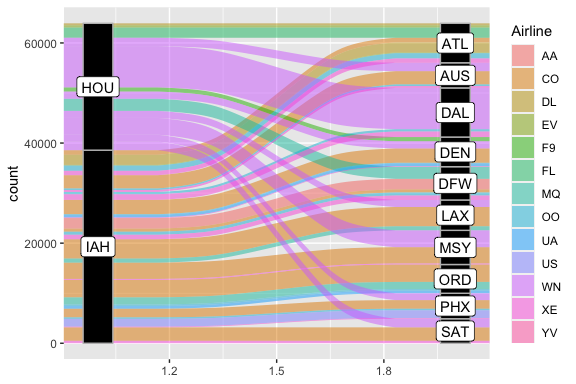 Airline
60000
ATL
AA
AUS
CO
HOU
DL
DAL
EV
F9
40000
DEN
FL
count
DFW
MQ
LAX
OO
20000
IAH
MSY
UA
ORD
US
PHX
WN
SAT
XE
0
YV
1.2
1.5
1.8